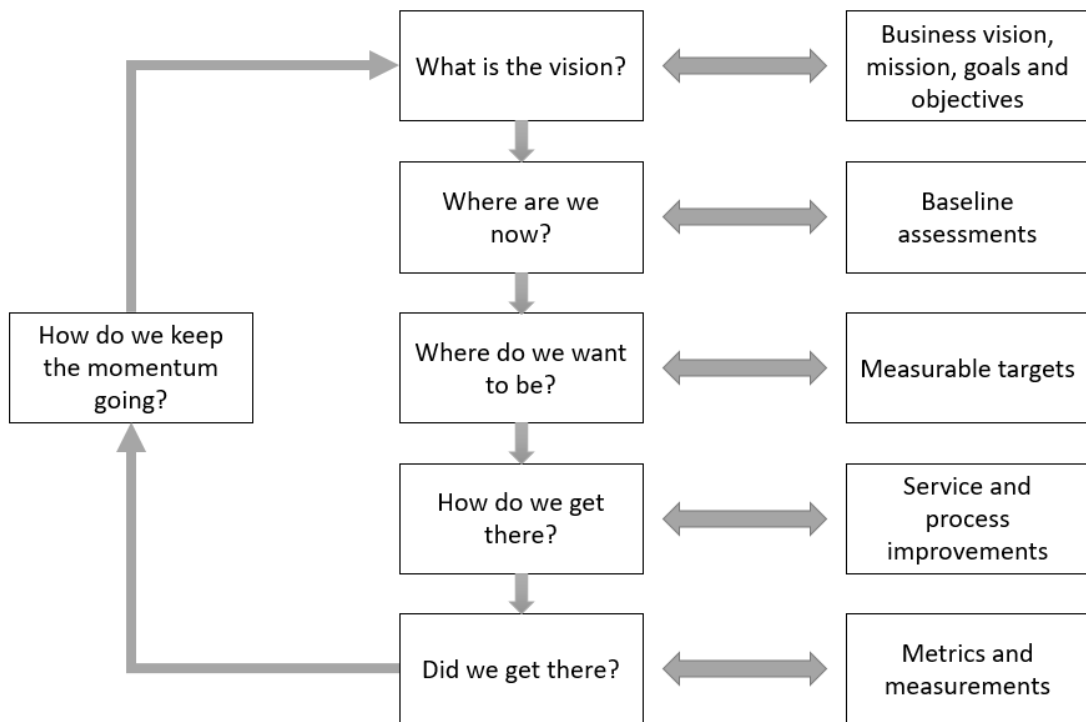 What is the vision?
Business vision,
mission, goals and
objectives
Where are we
now?
Baseline
assessments
How do we keep
the momentum
going?
Where do we want
to be?
Measurable targets
How do we get
there?
Service and
process
improvements
Did we get there?
Metrics and
measurements